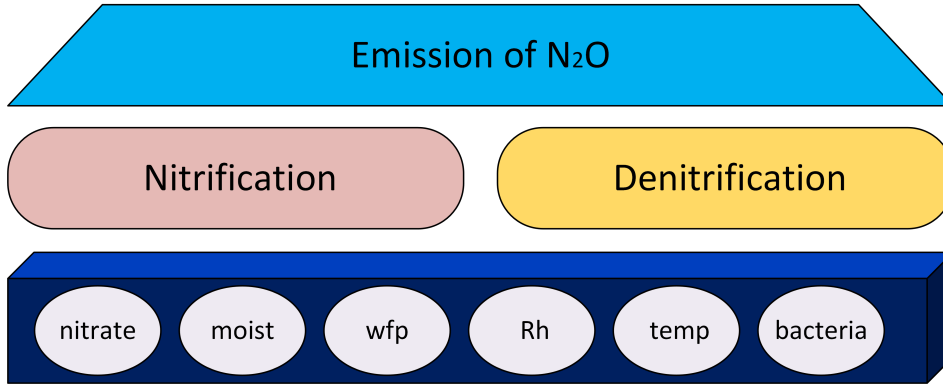 Emission of N₂O
Nitrification
Denitrification
nitrate
moist
wfp
Rh
temp
bacteria